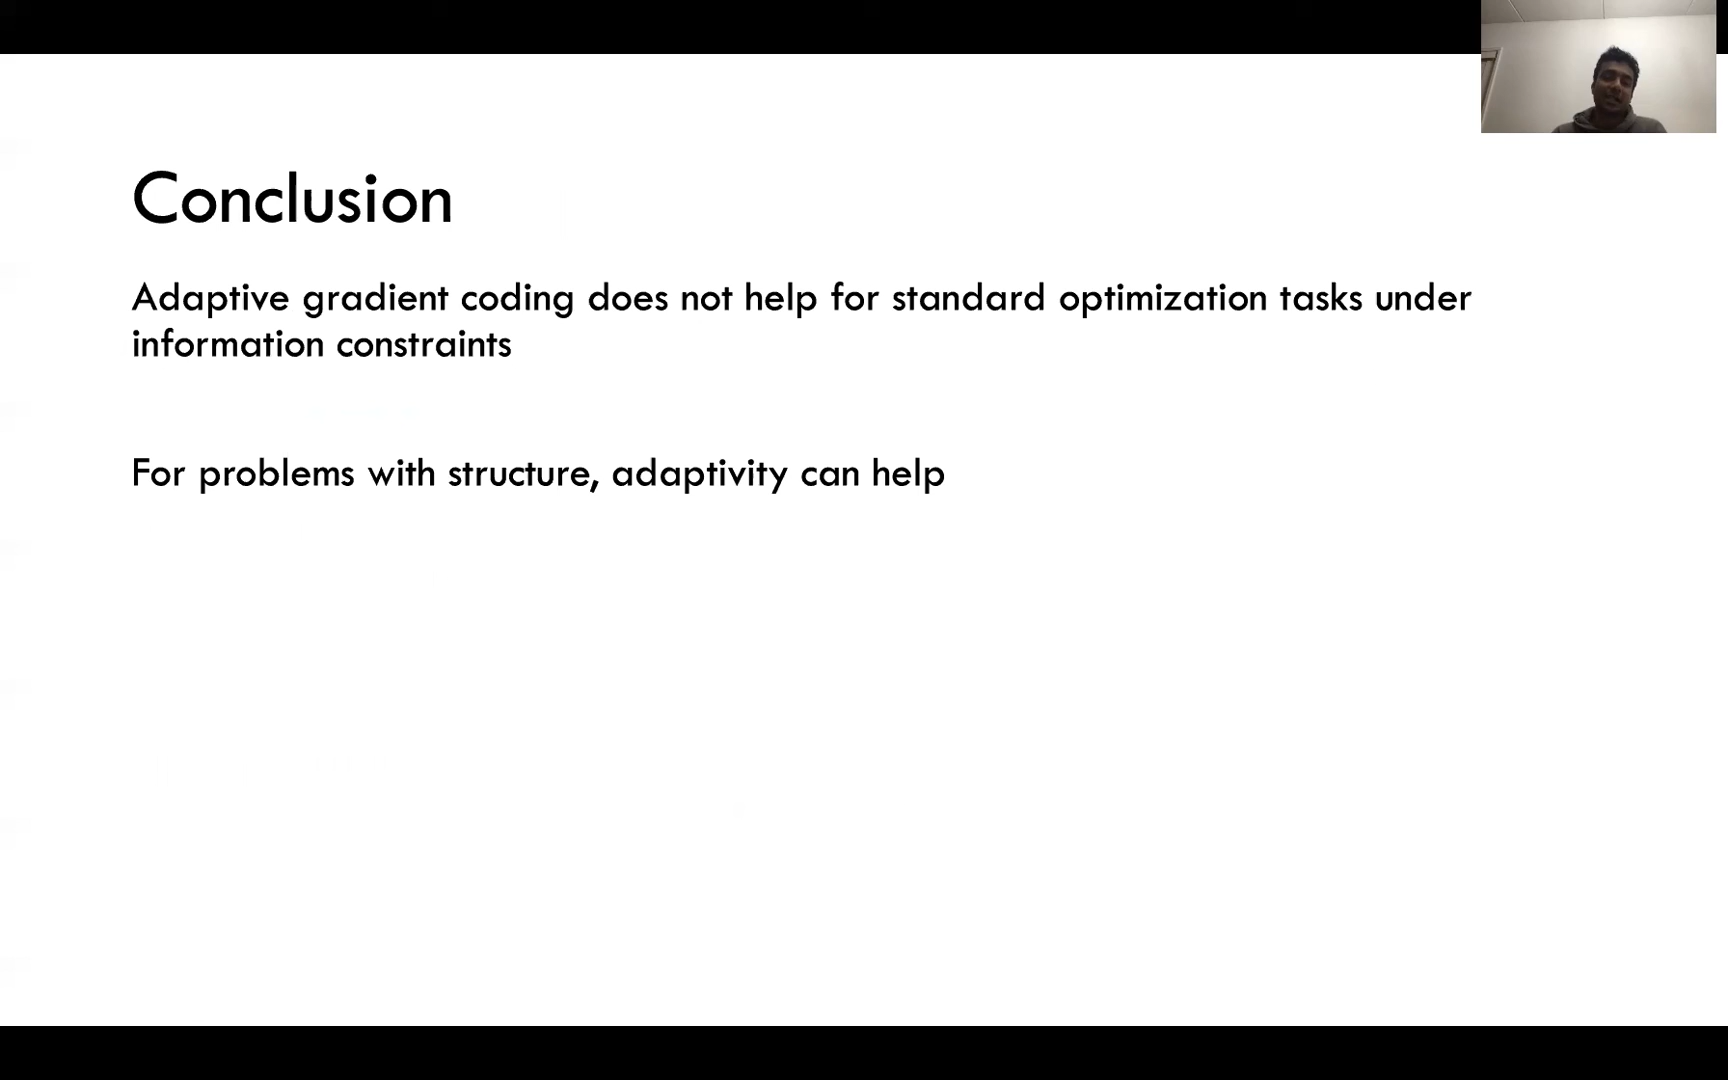 Conclusion
Adaptive gradient coding does not help for standard optimization tasks under
information constraints
For problems with structure, adaptivity can help